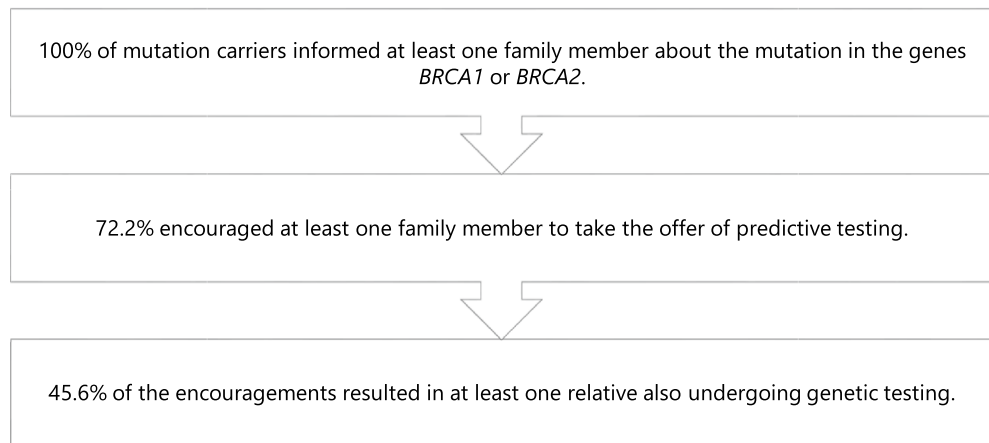 100% of mutation carriers informed at least one family member about the mutation in the genes
BRCA1 or BRCA2.
72.2% encouraged at least one family member to take the offer of predictive testing.
45.6% of the encouragements resulted in at least one relative also undergoing genetic testing.